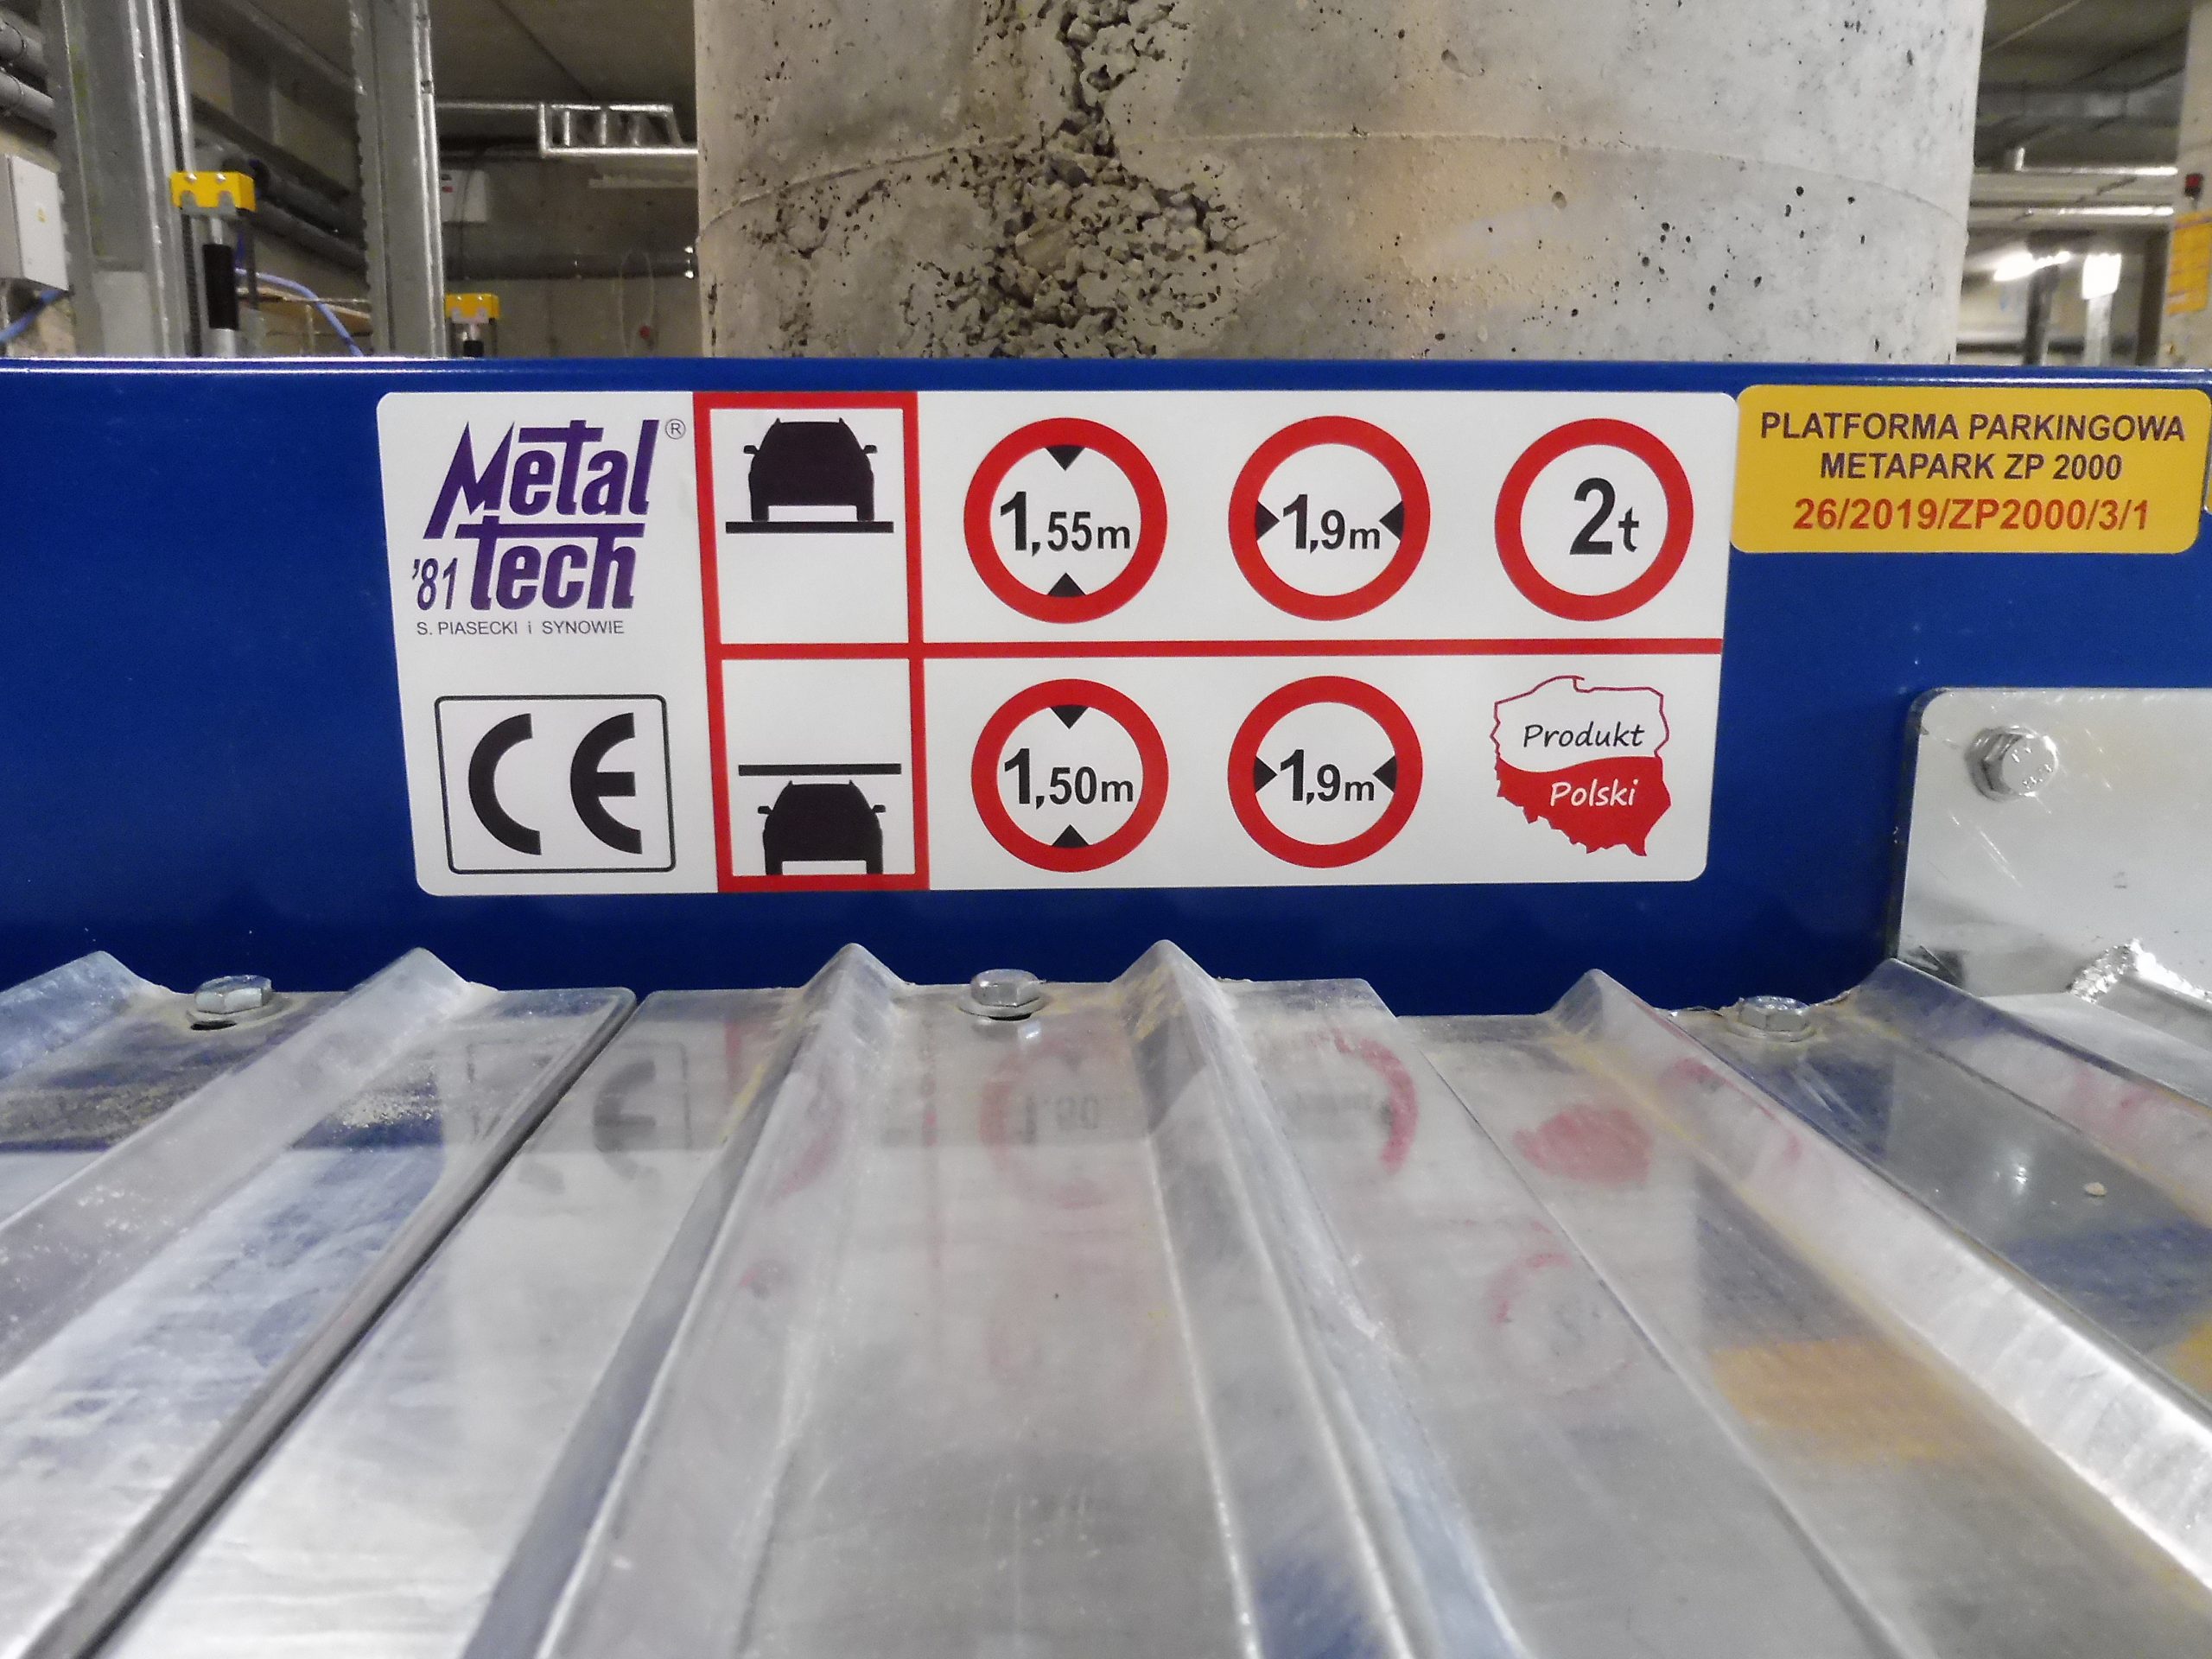 Metal ®
'81 Tech
S. PIASECKI i SYNOWIE
CE
1,55m
1,9m
2t
1,50m
1,9m
Produkt
Polski
PLATFORMA PARKINGOWA
METAPARK ZP 2000
26/2019/ZP2000/3/1